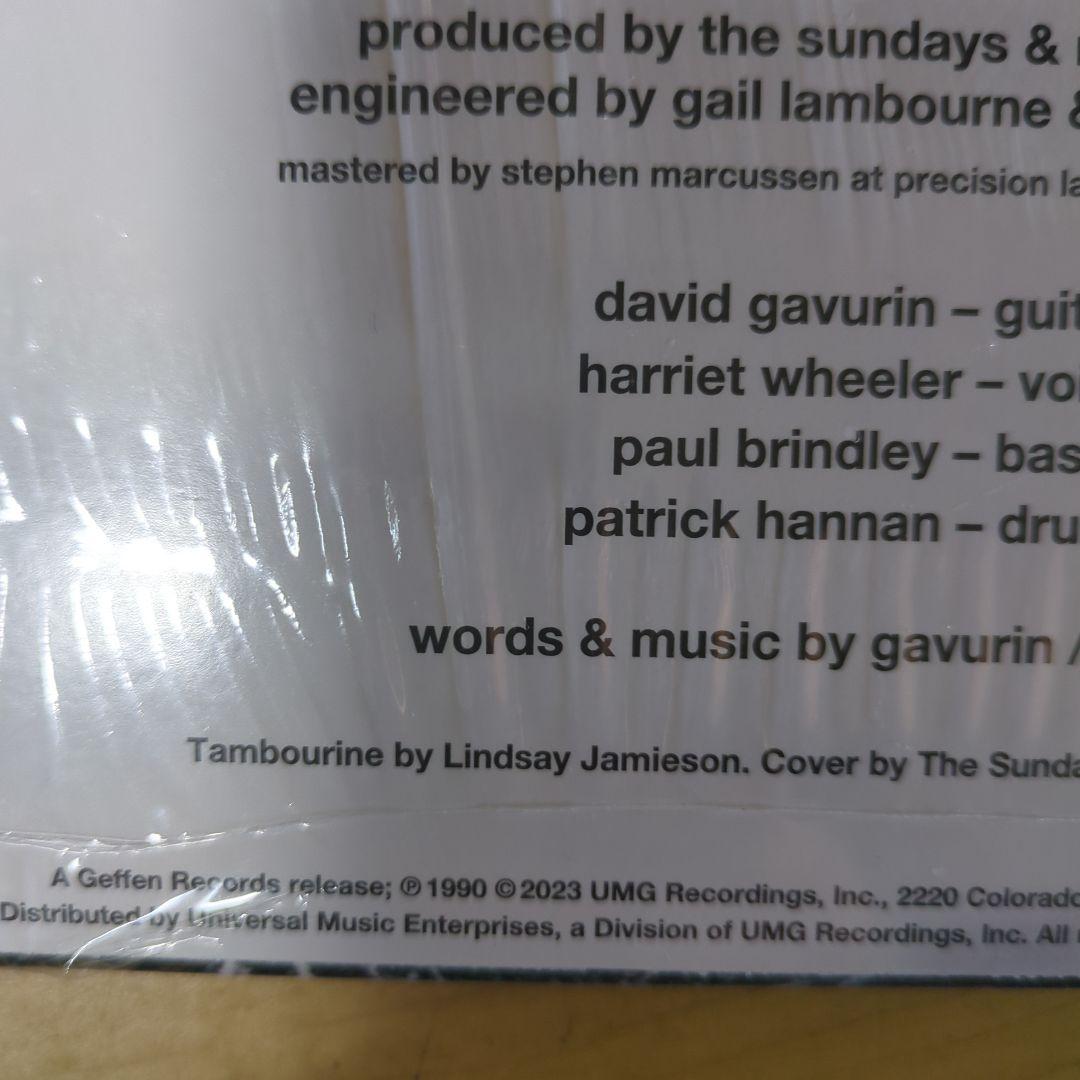 produced by the sundays &
engineered by gail lambourne &
mastered by stephen marcussen at precision
david gavurin –
harriet wheeler –
paul brindley –
patrick hannan –
words & music by gavurin /
Tambourine by Lindsay Jamieson. Cover by The
A Geffen Records release; ℗ 1990 © 2023 UMG Recordings, Inc., 2220 Colorado
Distributed by Universal Music Enterprises, a Division of UMG Recordings, Inc. All